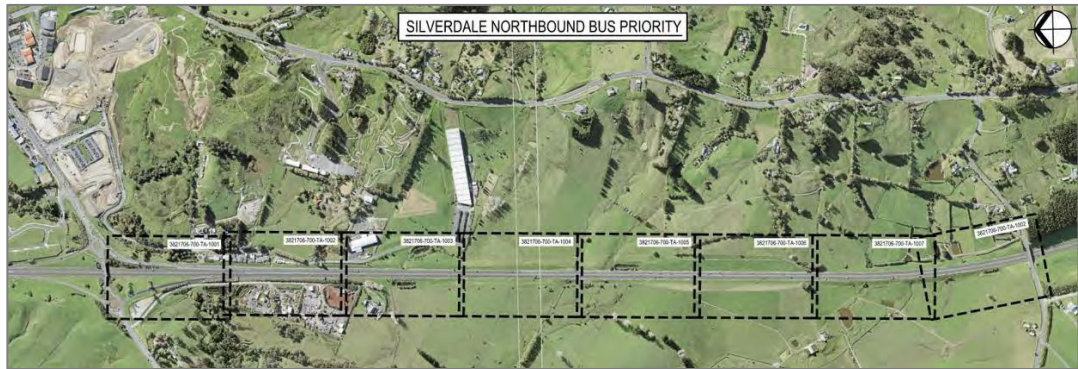 SILVERDALE NORTHBOUND BUS PRIORITY
3821706-700-TA-1001
3821706-700-TA-1002
3821706-700-TA-1003
3821706-700-TA-1004
3821706-700-TA-1005
3821706-700-TA-1006
3821706-700-TA-1007
3821706-700-TA-1002